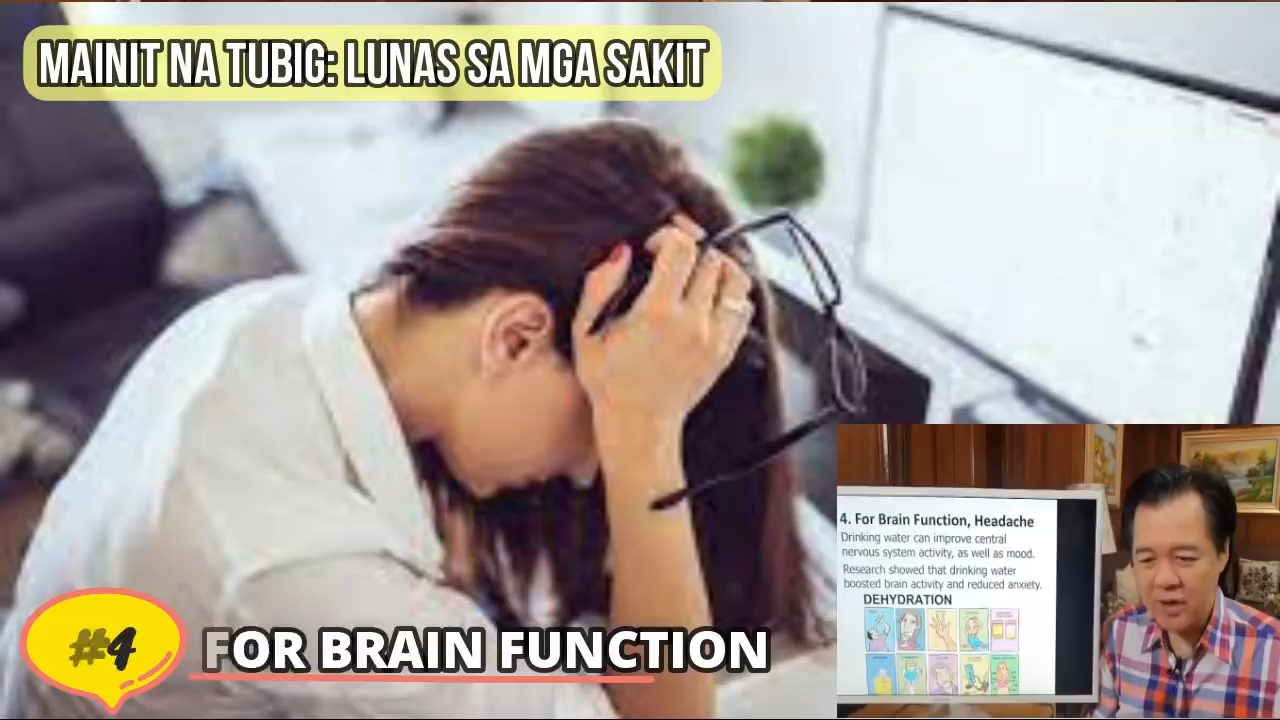 MAINIT NA TUBIG: LUNAS SA MGA SAKIT
4. For Brain Function, Headache
Drinking water can improve central
nervous system activity, as well as mood.
Research showed that drinking water
boosted brain activity and reduced anxiety.
DEHYDRATION
#4 FOR BRAIN FUNCTION